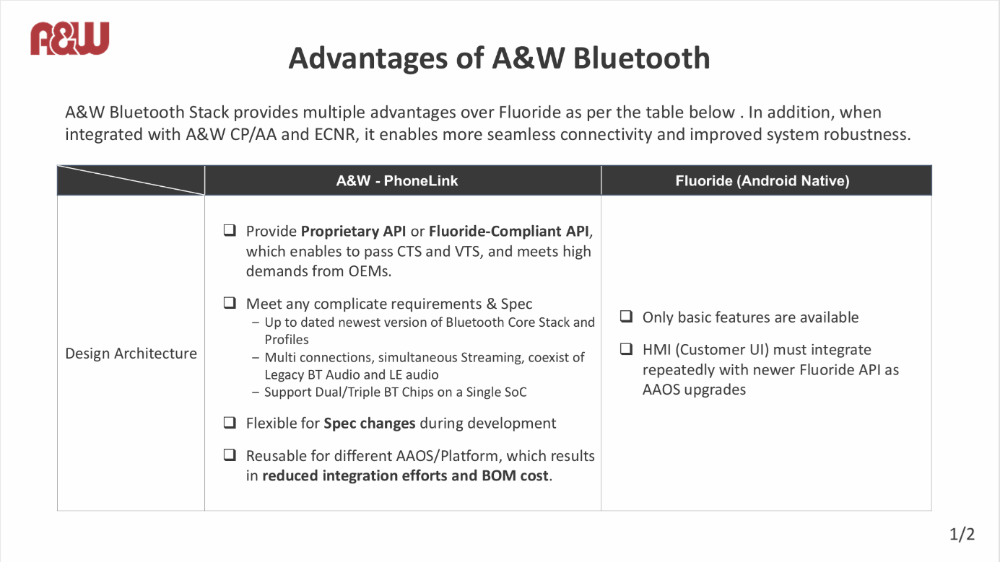 A&W
Advantages of A&W Bluetooth
A&W Bluetooth Stack provides multiple advantages over Fluoride as per the table below . In addition, when
integrated with A&W CP/AA and ECNR, it enables more seamless connectivity and improved system robustness.
A&W - PhoneLink
Fluoride (Android Native)
Design Architecture
❑ Provide Proprietary API or Fluoride-Compliant API,
which enables to pass CTS and VTS, and meets high
demands from OEMs.
❑ Meet any complicate requirements & Spec
– Up to dated newest version of Bluetooth Core Stack and
Profiles
– Multi connections, simultaneous Streaming, coexist of
Legacy BT Audio and LE audio
– Support Dual/Triple BT Chips on a Single SoC
❑ Flexible for Spec changes during development
❑ Reusable for different AAOS/Platform, which results
in reduced integration efforts and BOM cost.
❑ Only basic features are available
❑ HMI (Customer UI) must integrate
repeatedly with newer Fluoride API as
AAOS upgrades
1/2